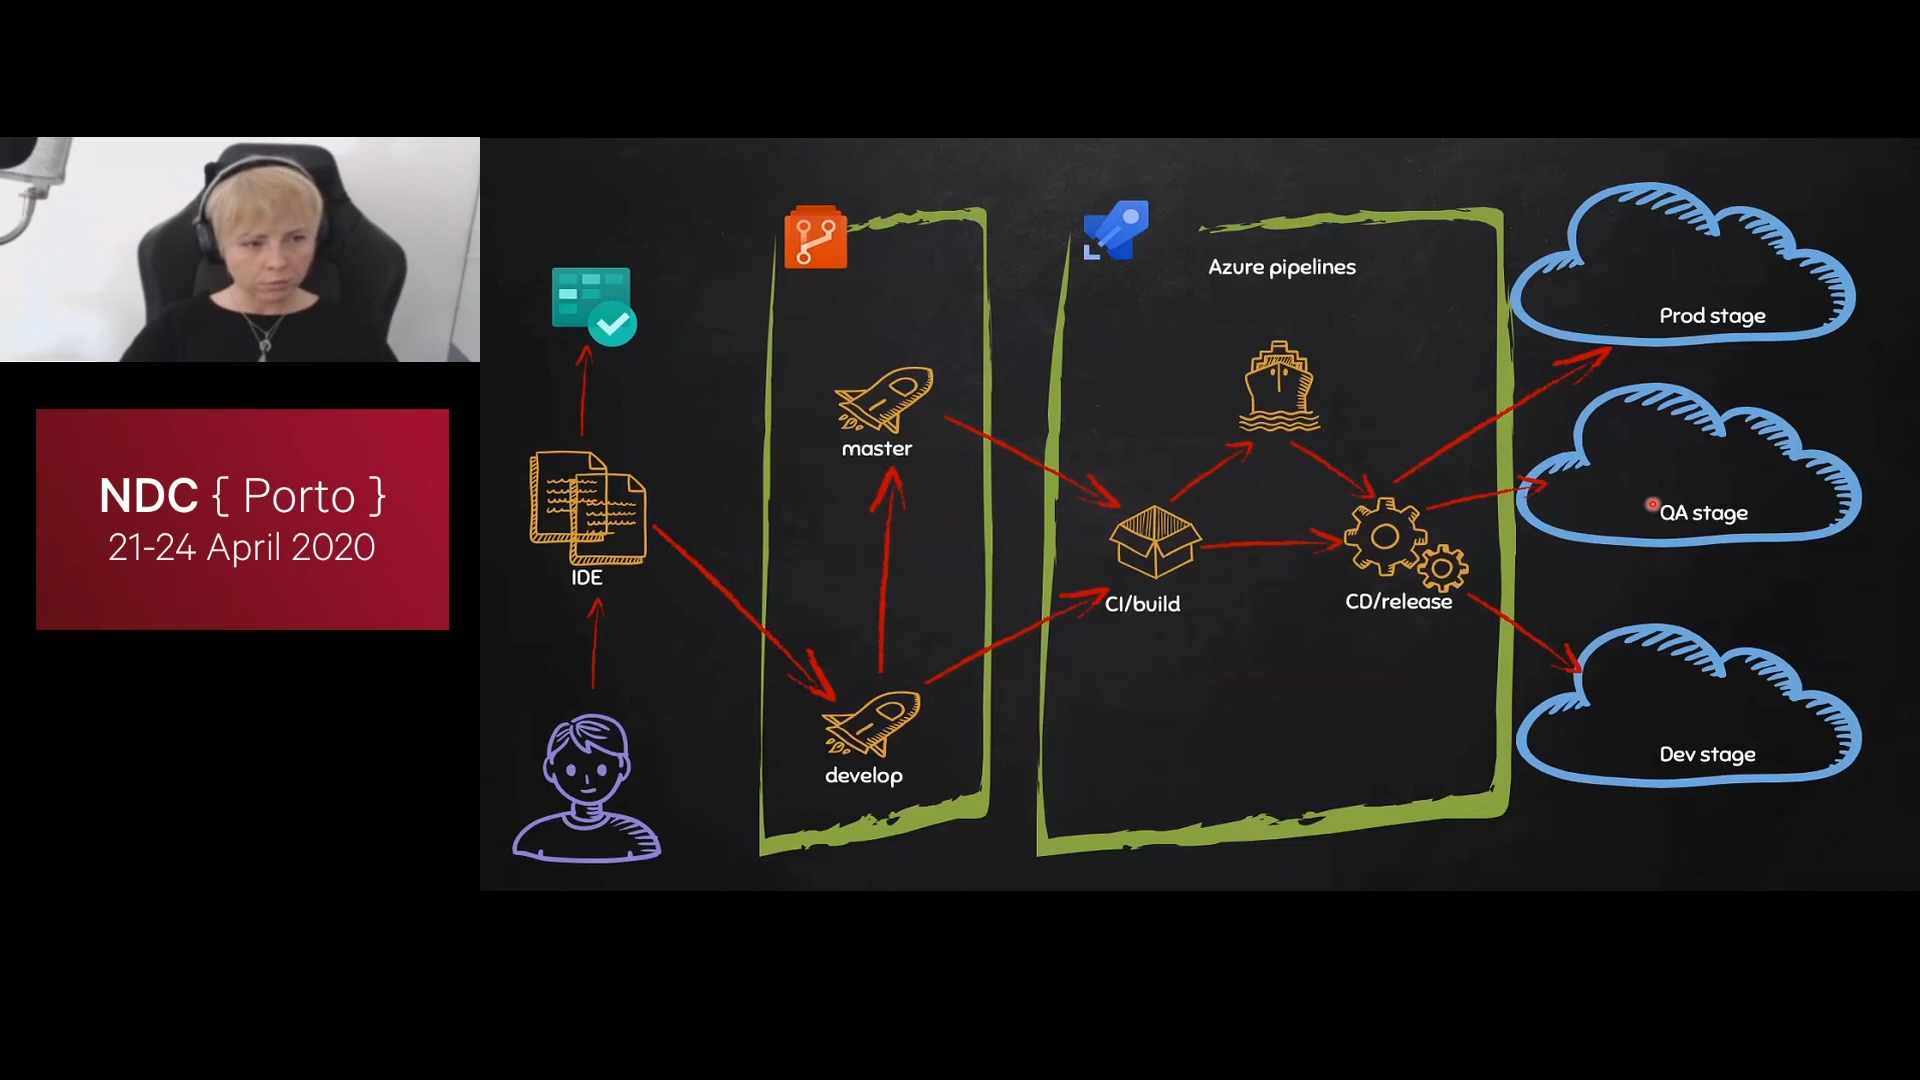 NDC { Porto }
21-24 April 2020
IDE
master
develop
Azure pipelines
CI/build
CD/release
Prod stage
QA stage
Dev stage